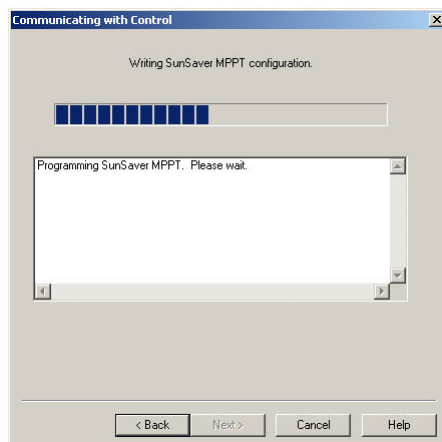 Communicating with Control
Writing SunSaver MPPT configuration.
Programming SunSaver MPPT. Please wait.
< Back
Next >
Cancel
Help